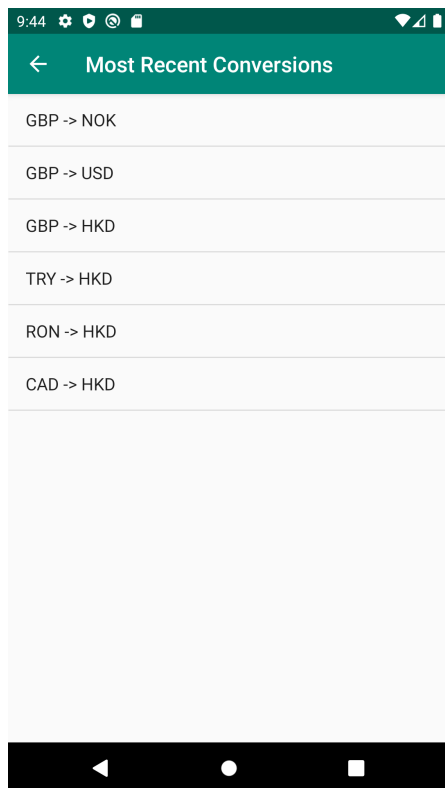 9:44
Most Recent Conversions
GBP -> NOK
GBP -> USD
GBP -> HKD
TRY -> HKD
RON -> HKD
CAD -> HKD